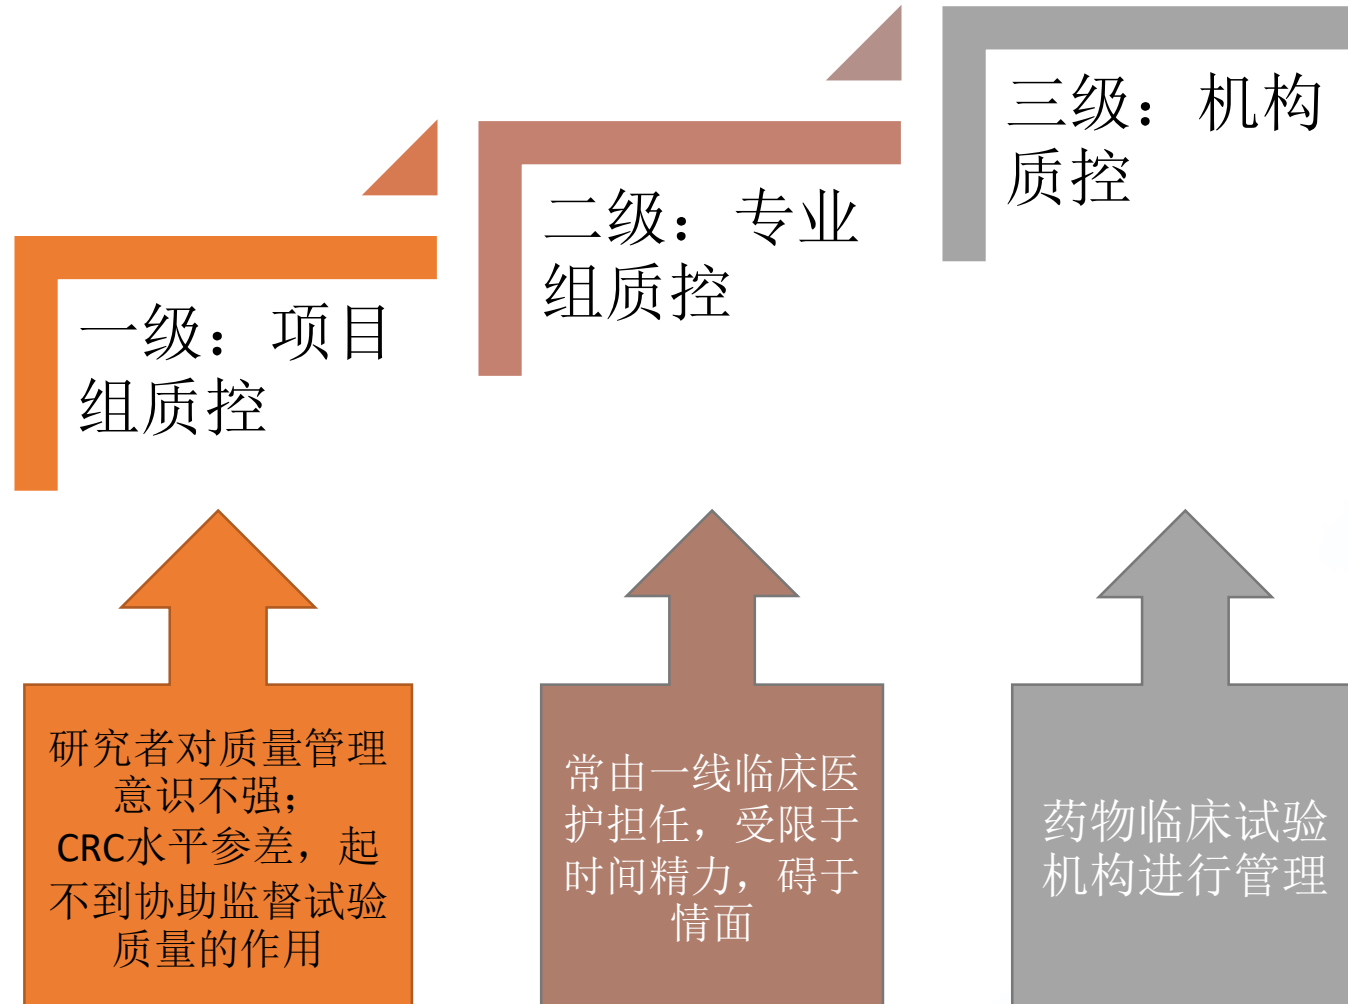 三级：机构
质控
二级：专业
组质控
一级：项目
组质控
研究者对质量管理
意识不强；
CRC水平参差，起
不到协助监督试验
质量的作用
常由一线临床医
护担任，受限于
时间精力，碍于
情面
药物临床试验
机构进行管理